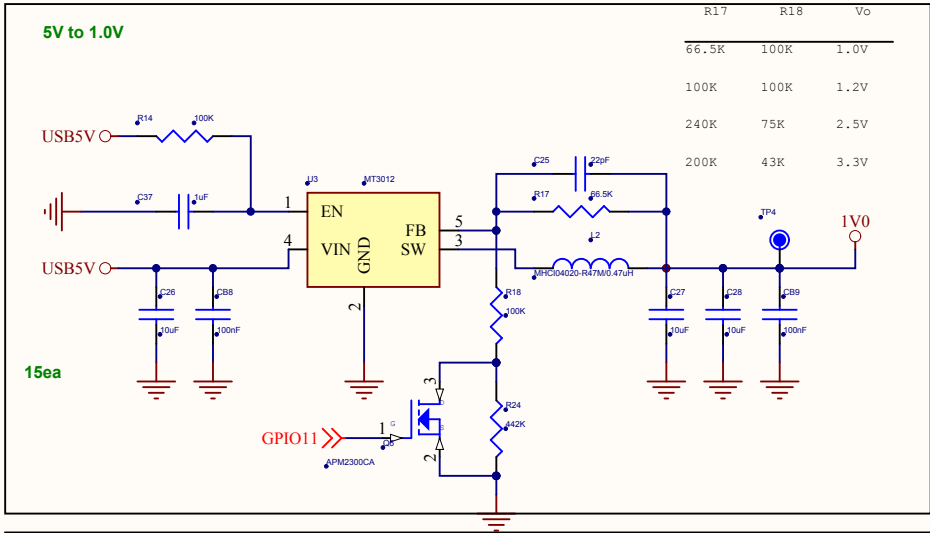 5V to 1.0V
R17 R18 Vo
66.5K 100K 1.0V
100K 100K 1.2V
240K 75K 2.5V
200K 43K 3.3V
R14 100K
USB5V
C37 1uF
U3 MT3012
1 EN
4 VIN
GND
2
FB 5
SW 3
USB5V
C26
10uF
CB8
100nF
C25 22pF
R17 66.5K
L2
MHCI04020-R47M/0.47uH
TP4
1V0
R18
100K
C27
10uF
C28
10uF
CB9
100nF
15ea
R24
442K
3
D
G
S
1
2
GPIO11
Q6
APM2300CA